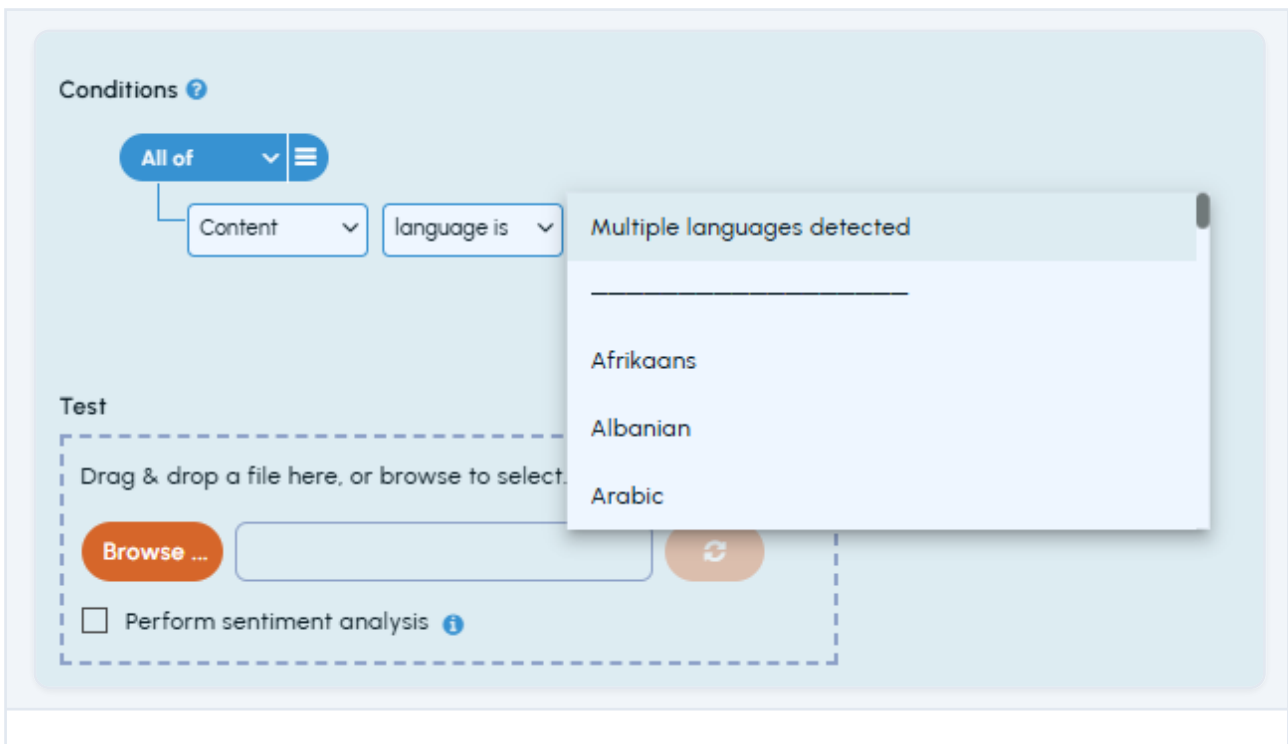 Conditions
All of
Content
language is
Multiple languages detected
Afrikaans
Albanian
Arabic
Test
Drag & drop a file here, or browse to select.
Browse ...
Perform sentiment analysis